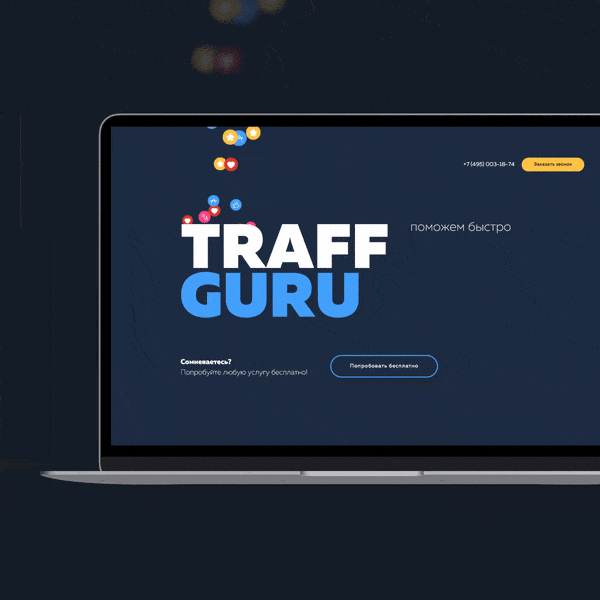 +7 (495) 003-18-74
Заказать звонок
поможем быстро
TRAFF
GURU
Сомневаетесь?
Попробуйте любую услугу бесплатно!
Попробовать бесплатно